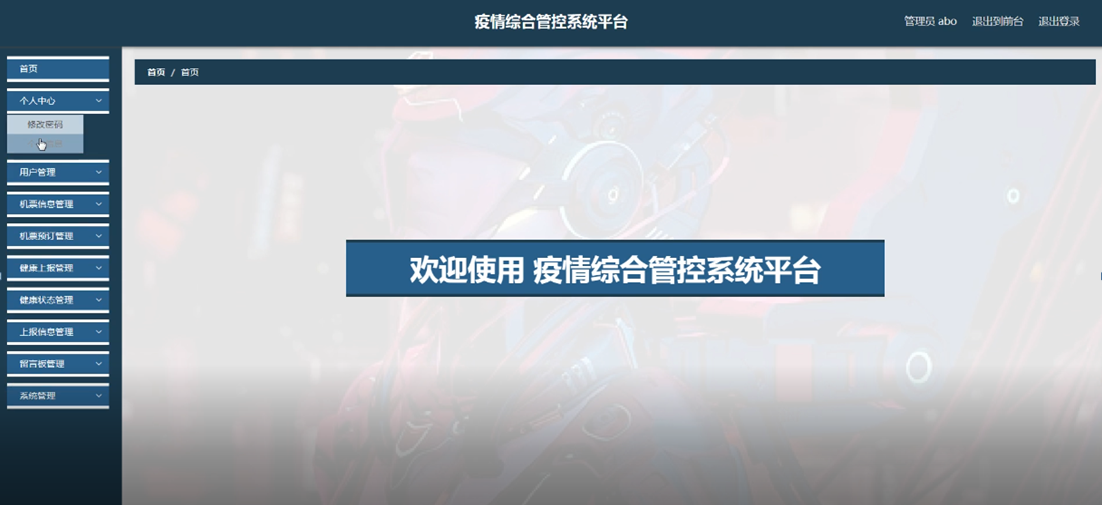 疫情综合管控系统平台
管理员 abo 退出到前台 退出登录
首页
首页 / 首页
个人中心
修改密码
用户管理
机票信息管理
机票预订管理
健康上报管理
健康状态管理
上报信息管理
留言板管理
系统管理
欢迎使用 疫情综合管控系统平台